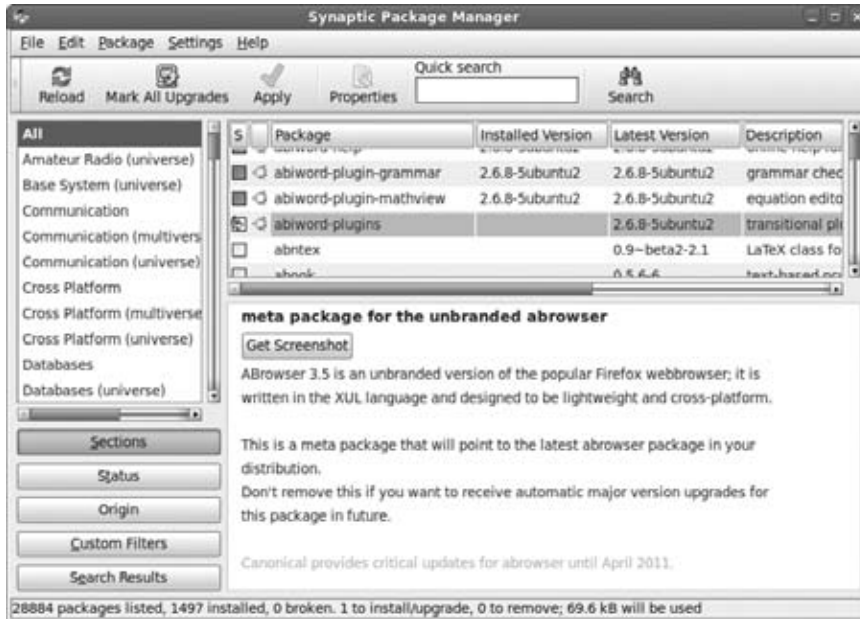 Synaptic Package Manager
File Edit Package Settings Help
Quick search
Reload Mark All Upgrades Apply Properties Search
All
Amateur Radio (universe)
Base System (universe)
Communication
Communication (multivers
Communication (universe)
Cross Platform
Cross Platform (multiverse
Cross Platform (universe)
Databases
Databases (universe)
Sections
Status
Origin
Custom Filters
Search Results
S Package Installed Version Latest Version Description
abiword-plugin-grammar 2.6.8-5ubuntu2 2.6.8-5ubuntu2 grammar chec
abiword-plugin-mathview 2.6.8-5ubuntu2 2.6.8-5ubuntu2 equation edito
abiword-plugins 2.6.8-5ubuntu2 transitional plu
abntex 0.9~beta2-2.1 LaTeX class fo
meta package for the unbranded abrowser
Get Screenshot
ABrowser 3.5 is an unbranded version of the popular Firefox webbrowser; it is
written in the XUL language and designed to be lightweight and cross-platform.
This is a meta package that will point to the latest abrowser package in your
distribution.
Don't remove this if you want to receive automatic major version upgrades for
this package in future.
Canonical provides critical updates for abrowser until April 2011.
28884 packages listed, 1497 installed, 0 broken. 1 to install/upgrade, 0 to remove; 69.6 kB will be used